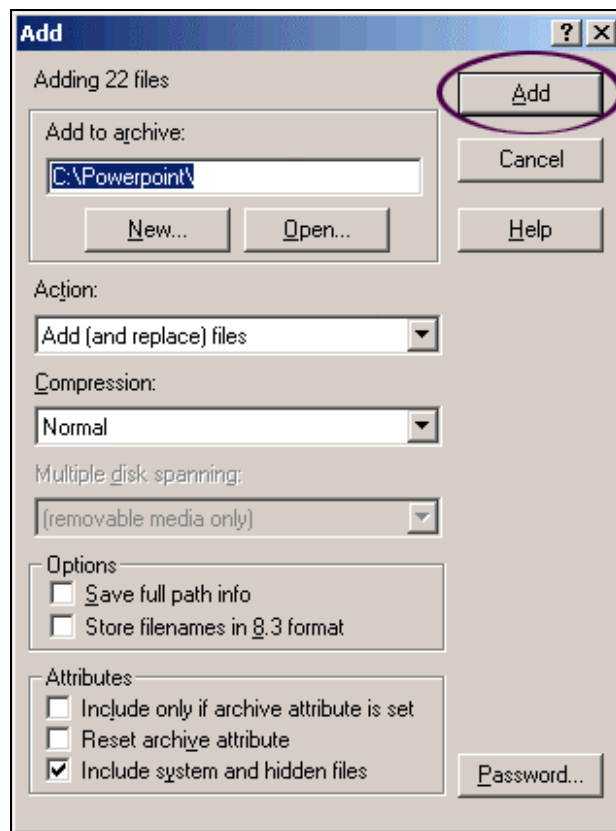 Add
Adding 22 files
Add
Add to archive:
C:\Powerpoint\
Cancel
New...
Open...
Help
Action:
Add (and replace) files
Compression:
Normal
Multiple disk spanning:
(removable media only)
Options
Save full path info
Store filenames in 8.3 format
Attributes
Include only if archive attribute is set
Reset archive attribute
Include system and hidden files
Password...